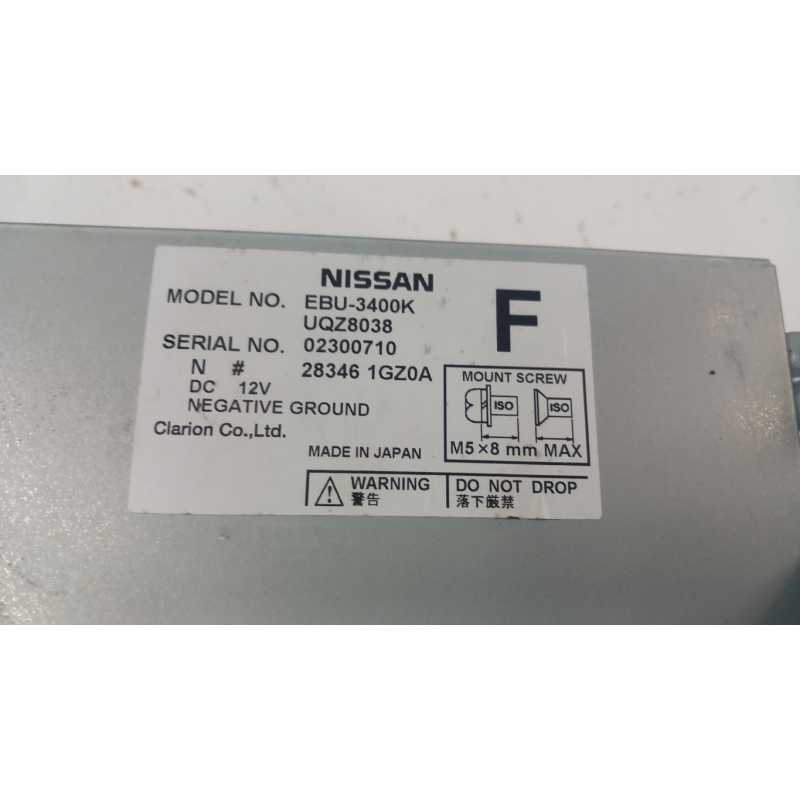 NISSAN
F
MODEL NO. EBU-3400K
UQZ8038
SERIAL NO. 02300710
N # 28346 1GZ0A
DC 12V
NEGATIVE GROUND
Clarion Co.,Ltd.
MADE IN JAPAN
MOUNT SCREW
ISO ISO
M5×8 mm MAX
WARNING
警告
DO NOT DROP
落下厳禁